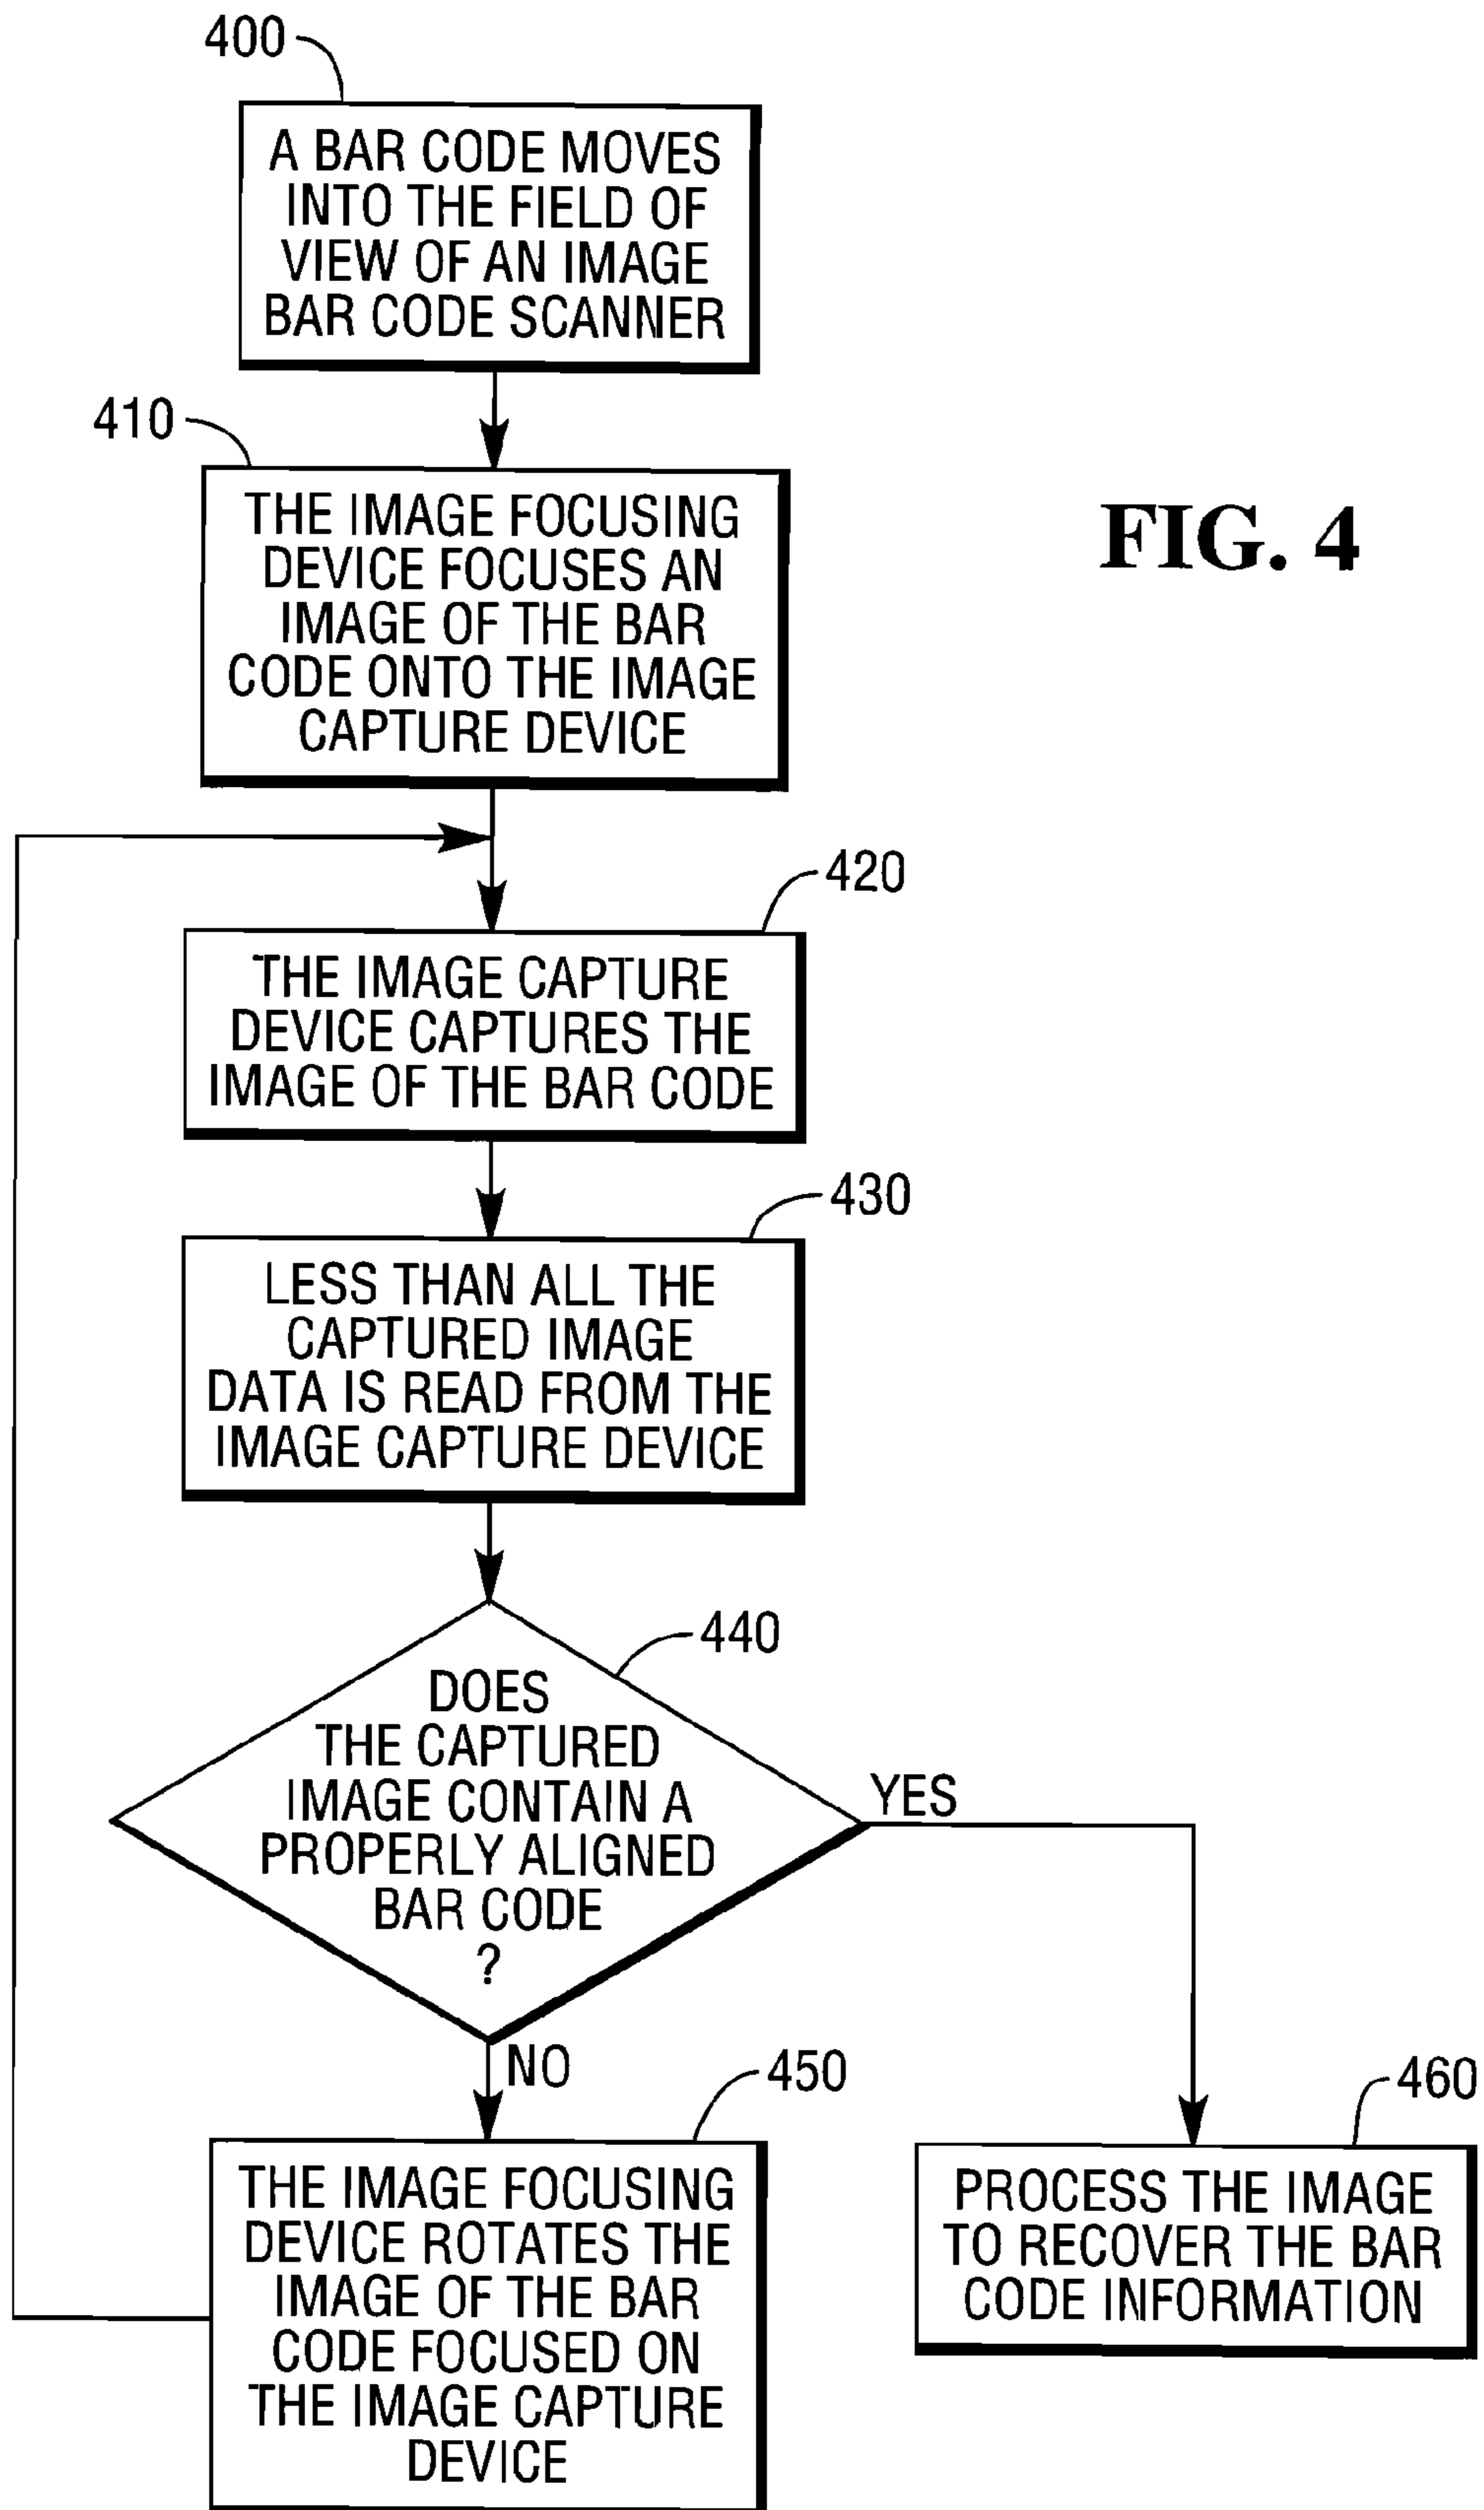 400
A BAR CODE MOVES
INTO THE FIELD OF
VIEW OF AN IMAGE
BAR CODE SCANNER
410
THE IMAGE FOCUSING
DEVICE FOCUSES AN
IMAGE OF THE BAR
CODE ONTO THE IMAGE
CAPTURE DEVICE
FIG. 4
420
THE IMAGE CAPTURE
DEVICE CAPTURES THE
IMAGE OF THE BAR CODE
430
LESS THAN ALL THE
CAPTURED IMAGE
DATA IS READ FROM THE
IMAGE CAPTURE DEVICE
440
DOES
THE CAPTURED
IMAGE CONTAIN A
PROPERLY ALIGNED
BAR CODE
?
YES
NO
450
THE IMAGE FOCUSING
DEVICE ROTATES THE
IMAGE OF THE BAR
CODE FOCUSED ON
THE IMAGE CAPTURE
DEVICE
460
PROCESS THE IMAGE
TO RECOVER THE BAR
CODE INFORMATION